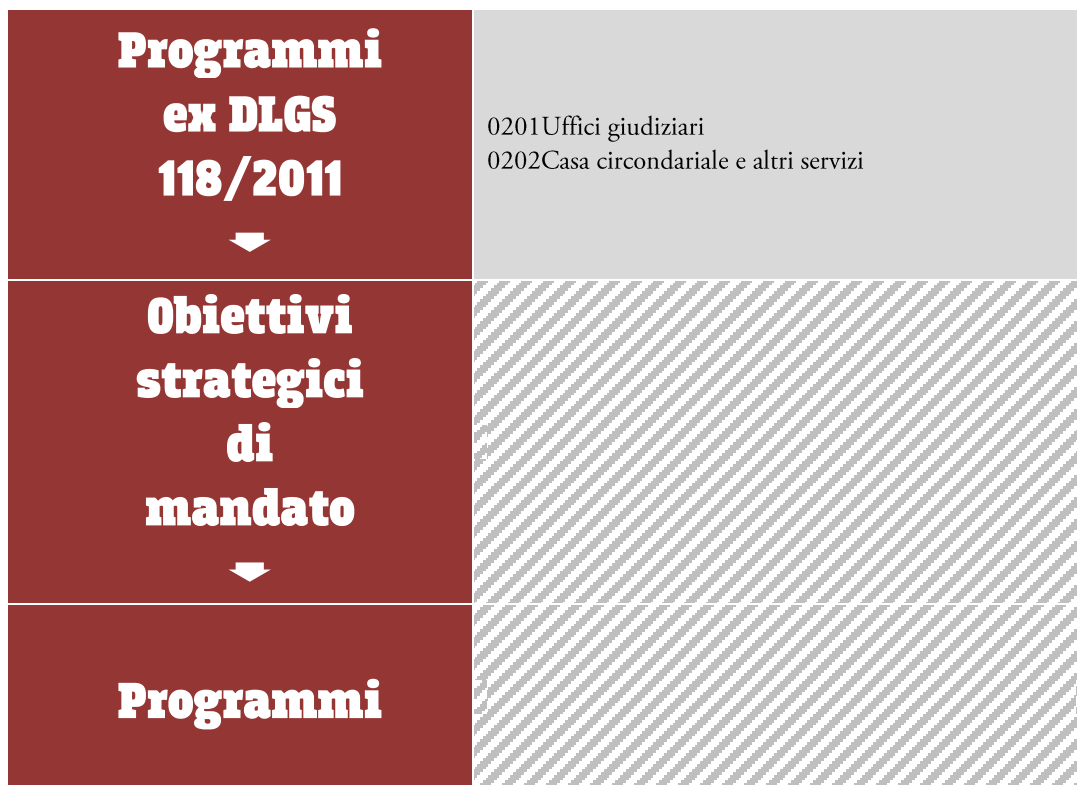 Programmi
ex DLGS
118/2011
0201Uffici giudiziari
0202Casa circondariale e altri servizi
Obiettivi
strategici
di
mandato
Programmi